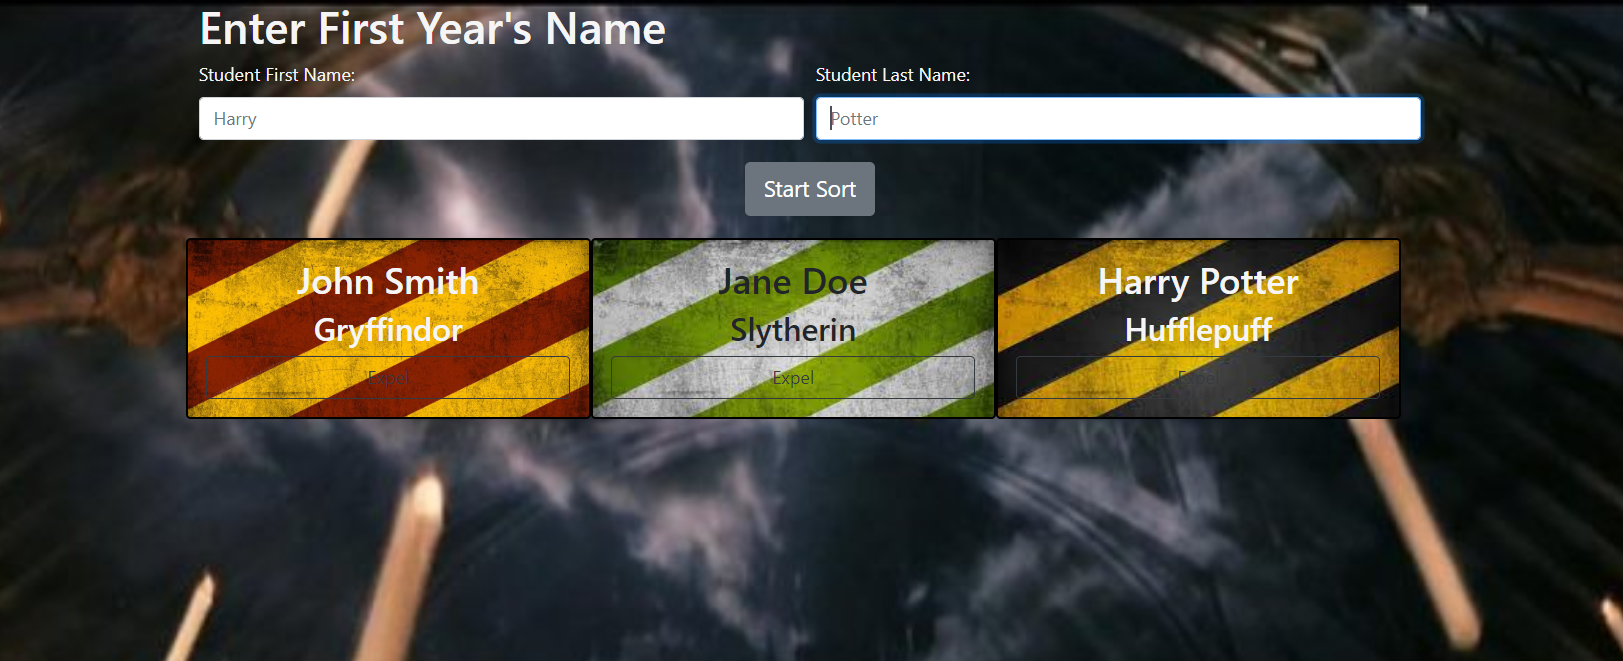 Enter First Year's Name
Student First Name:
Student Last Name:
Harry
Potter
Start Sort
John Smith
Gryffindor
Expel
Jane Doe
Slytherin
Expel
Harry Potter
Hufflepuff
Expel